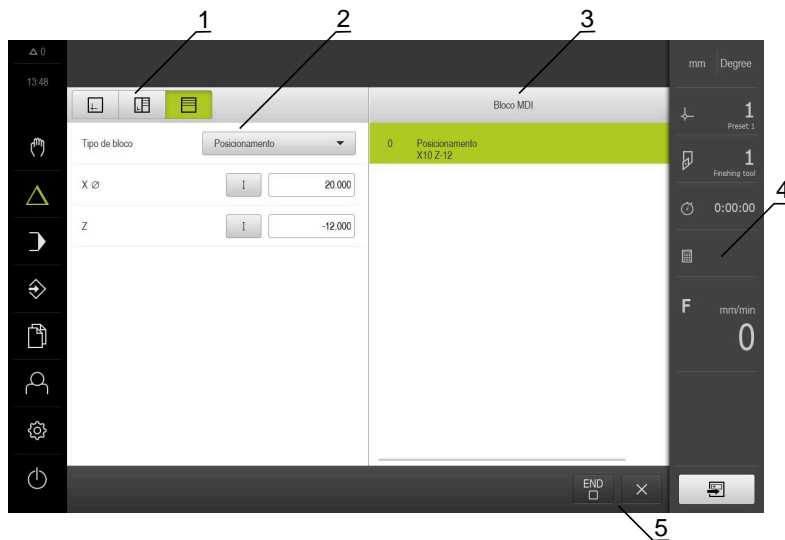 1
2
3
0
mm Degree
13:48
Bloco MDI
1
Preset 1
Tipo de bloco Posicionamento
0 Posicionamento
X10 Z-12
1
Finishing tool
X Ø I 20.000
4
0:00:00
Z I -12.000
F mm/min
0
END
5